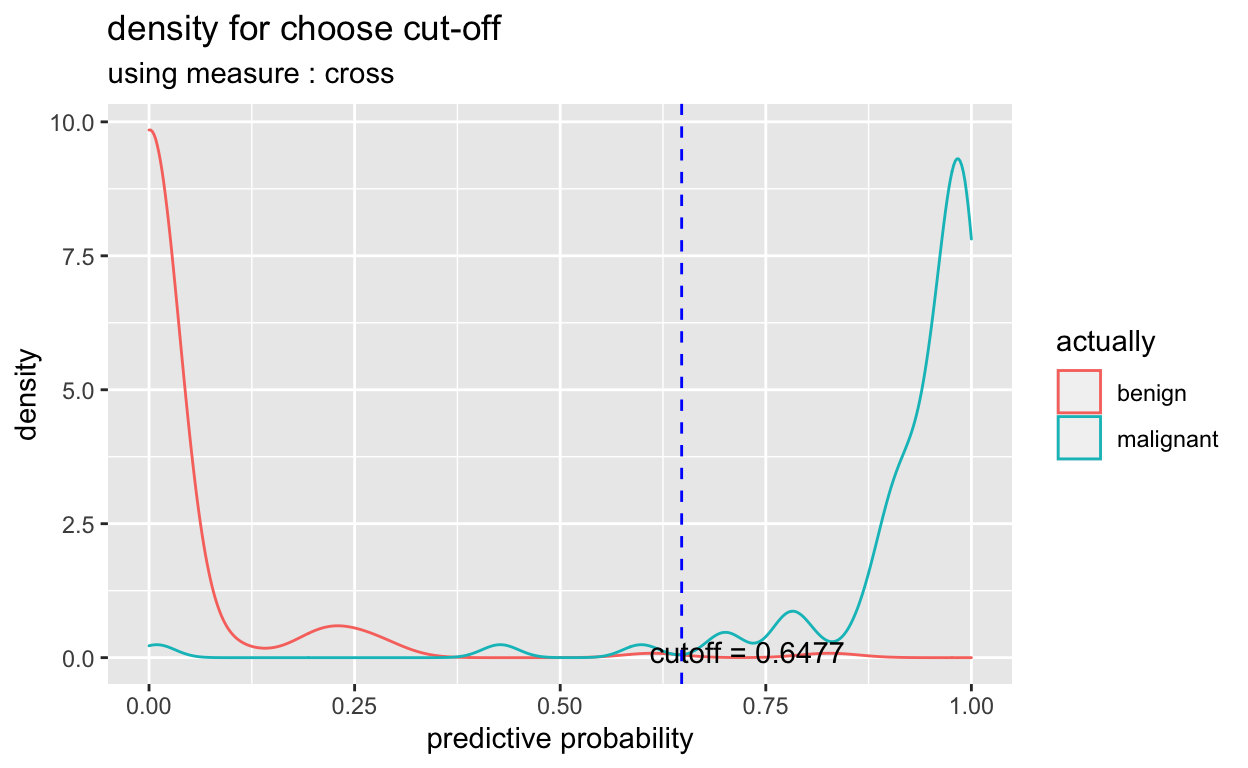 density for choose cut-off
using measure : cross
10.0
7.5
5.0
2.5
0.0
density
cutoff = 0.6477
0.00 0.25 0.50 0.75 1.00
predictive probability
actually
benign
malignant